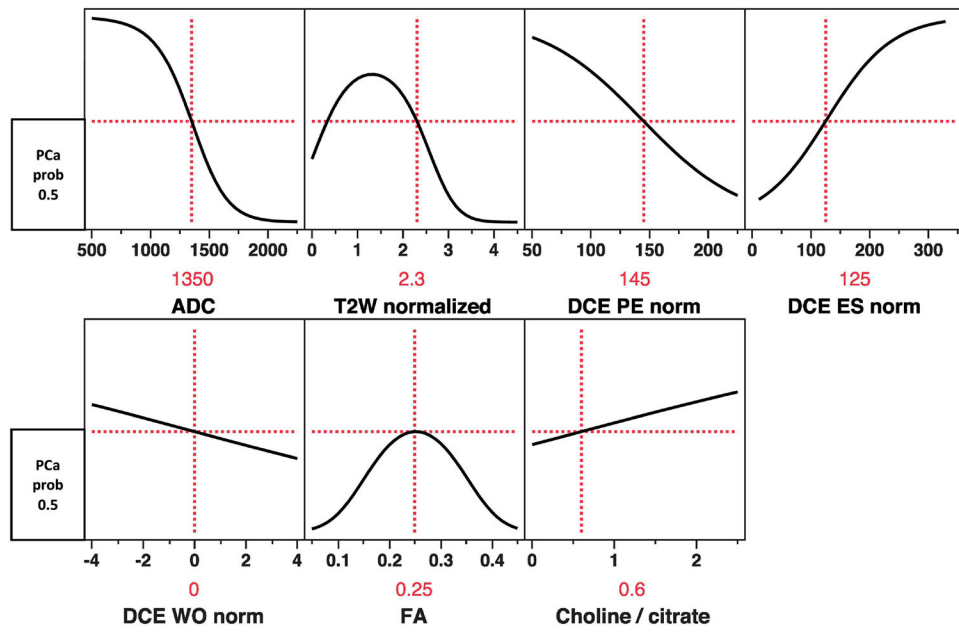 PCa
prob
0.5
500 1000 1500 2000 0 1 2 3 4 50 100 150 200 0 100 200 300
1350 2.3 145 125
ADC T2W normalized DCE PE norm DCE ES norm
PCa
prob
0.5
-4 -2 0 2 4 0.1 0.2 0.3 0.4 0 1 2
0 0.25 0.6
DCE WO norm FA Choline / citrate